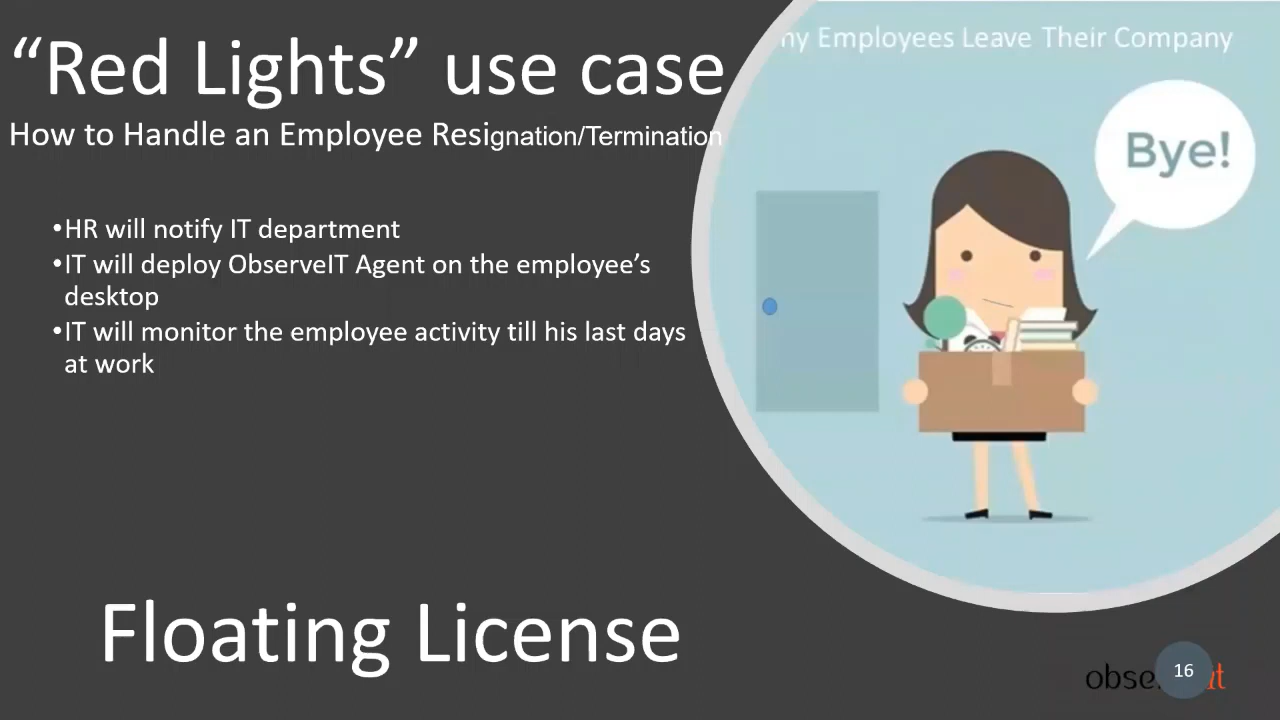 “Red Lights” use case
How to Handle an Employee Resignation/Termination
Employees Leave Their Company
Bye!
•HR will notify IT department
•IT will deploy ObserveIT Agent on the employee’s
desktop
•IT will monitor the employee activity till his last days
at work
Floating License
16